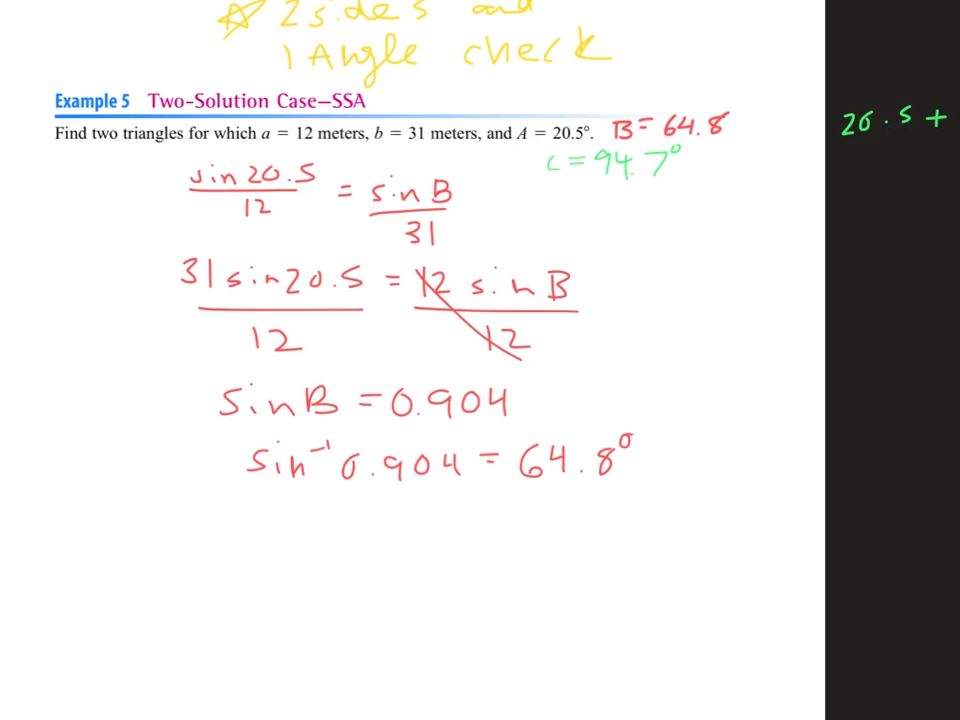 ☆ 2 sides and
1 Angle check
Example 5 Two-Solution Case—SSA
Find two triangles for which a = 12 meters, b = 31 meters, and A = 20.5°. B = 64.8
C = 94.7°
20.5 +
sin 20.5 / 12 = sin B / 31
31 sin 20.5 / 12 = 12 sin B / 12
sin B = 0.904
sin⁻¹ 0.904 = 64.8°